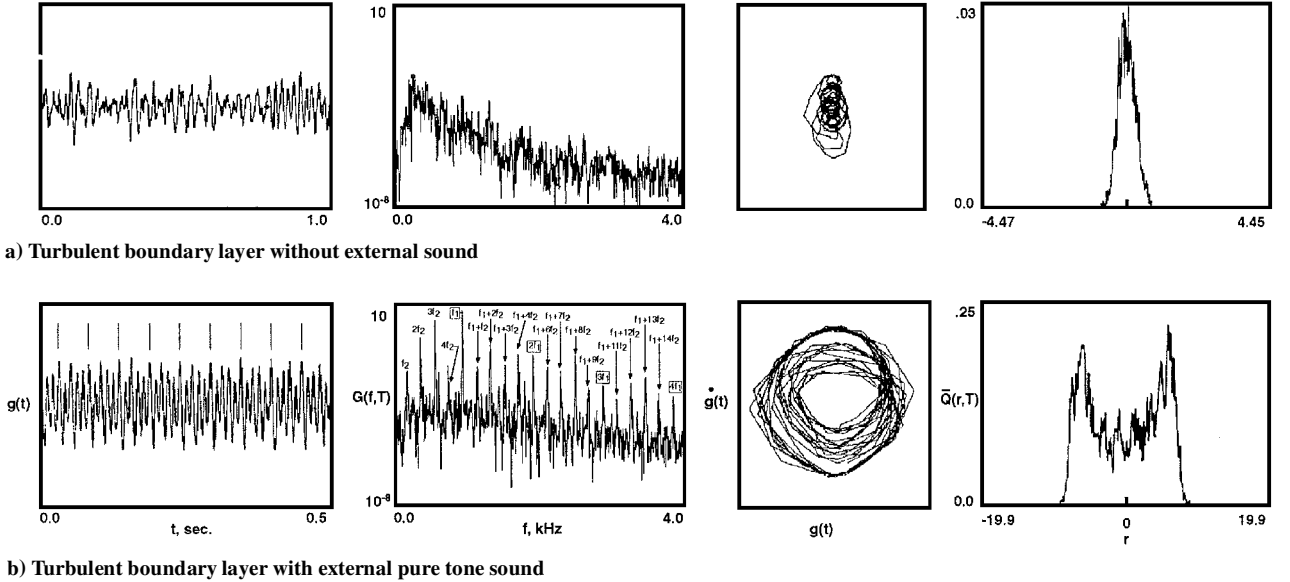 10
.03
10⁻⁸
0.0
0.0
1.0
0.0
4.0
-4.47
4.45
a) Turbulent boundary layer without external sound
10
.25
3f₂
f₁
f₁+2f₂
f₁+7f₂
f₁+13f₂
2f₂
f₁+f₂
f₁+4f₂
f₁+6f₂
f₁+8f₂
f₁+12f₂
f₁+3f₂
f₁+11f₂
f₁+14f₂
4f₂
2f₁
f₂
f₁+9f₂
3f₁
4f₁
g(t)
G(f,T)
ġ(t)
Q̄(r,T)
10⁻⁸
0.0
0.0
0.5
0.0
4.0
-19.9
0
19.9
t, sec.
f, kHz
g(t)
r
b) Turbulent boundary layer with external pure tone sound